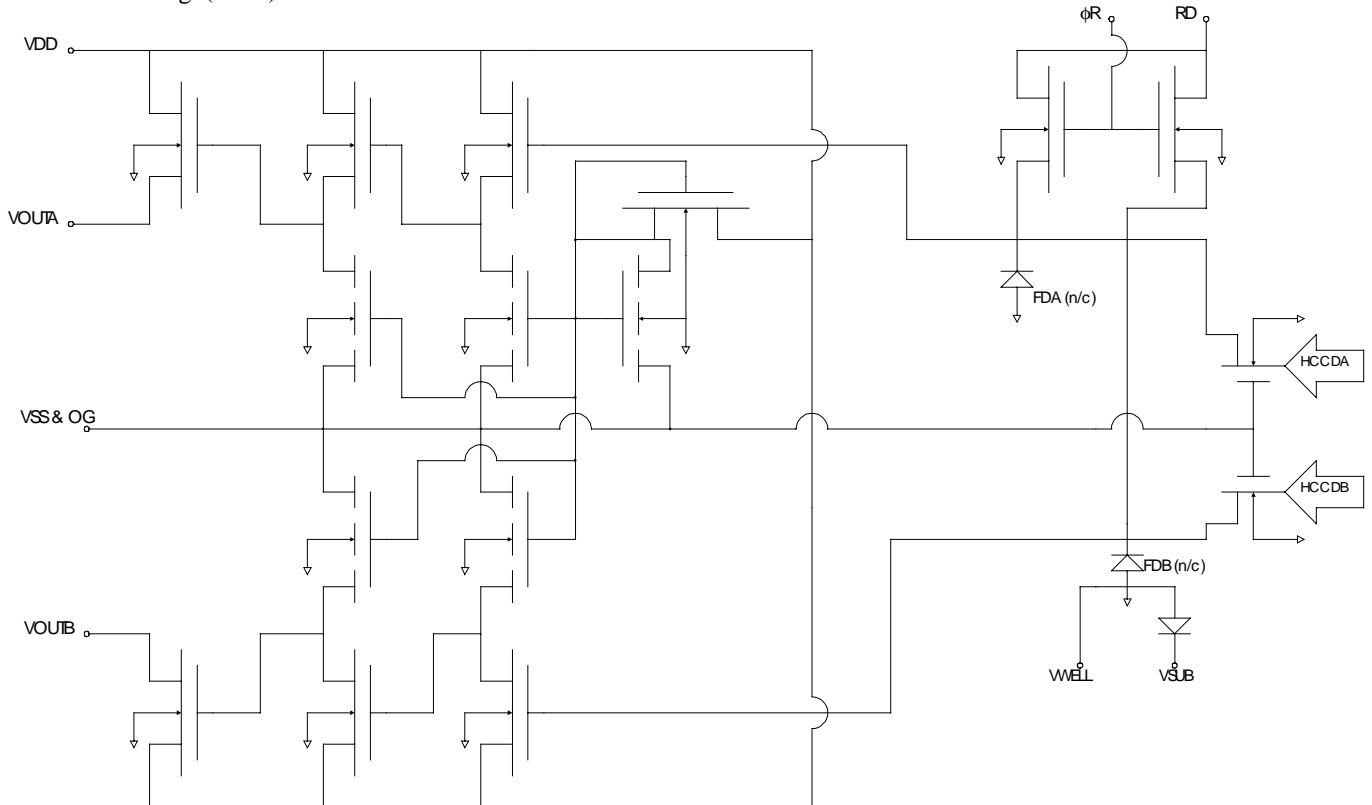 φR
RD
VDD
VOUTA
FDA (n/c)
HCCDA
VSS & OG
HCCDB
FDB (n/c)
VOUTB
VWELL
VSUB